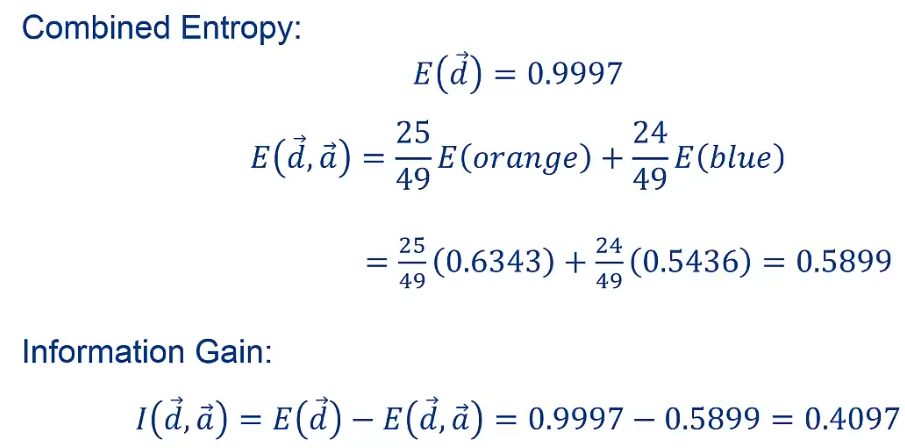 Combined Entropy:
E(d⃗) = 0.9997
E(d⃗, a⃗) = 25/49 E(orange) + 24/49 E(blue)
= 25/49 (0.6343) + 24/49 (0.5436) = 0.5899
Information Gain:
I(d⃗, a⃗) = E(d⃗) − E(d⃗, a⃗) = 0.9997 − 0.5899 = 0.4097